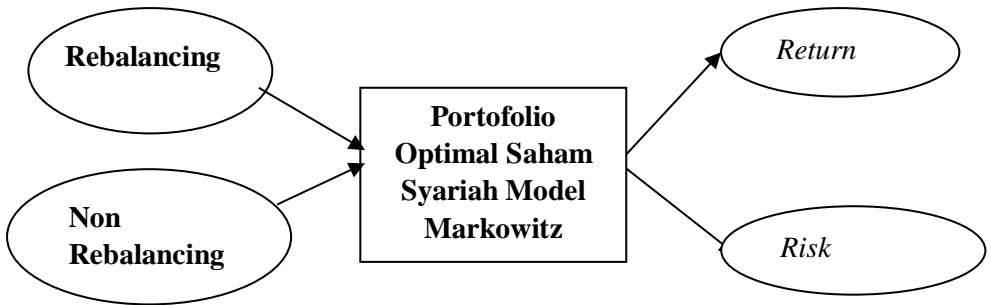 Rebalancing
Non
Rebalancing
Portofolio
Optimal Saham
Syariah Model
Markowitz
Return
Risk